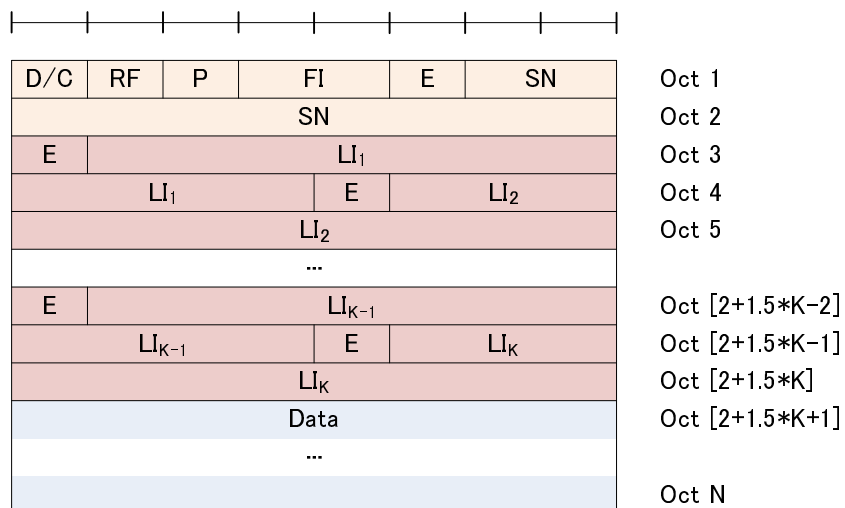 D/C RF P FI E SN Oct 1
SN Oct 2
E LI₁ Oct 3
LI₁ E LI₂ Oct 4
LI₂ Oct 5
...
E LIK-1 Oct [2+1.5*K-2]
LIK-1 E LIK Oct [2+1.5*K-1]
LIK Oct [2+1.5*K]
Data Oct [2+1.5*K+1]
...
Oct N